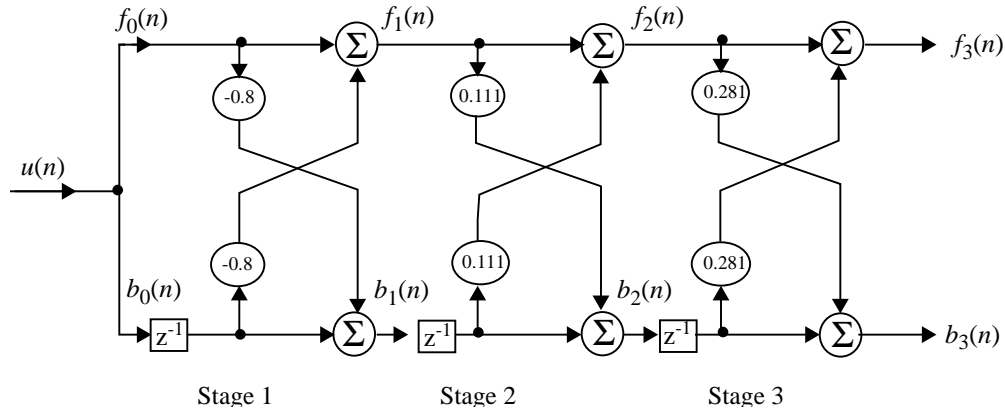 f₀(n) f₁(n) f₂(n) f₃(n)
Σ Σ Σ
-0.8 0.111 0.281
u(n)
-0.8 0.111 0.281
b₀(n) b₁(n) b₂(n) b₃(n)
z⁻¹ Σ z⁻¹ Σ z⁻¹ Σ
Stage 1 Stage 2 Stage 3